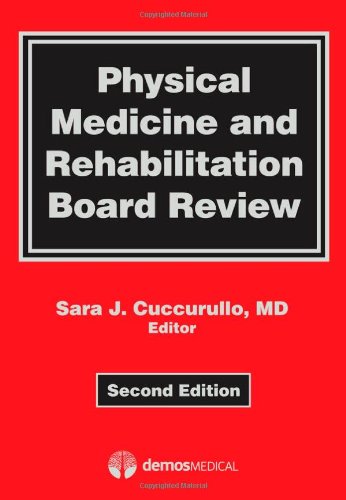 Physical
Medicine and
Rehabilitation
Board Review
Sara J. Cuccurullo, MD
Editor
Second Edition
demosMEDICAL